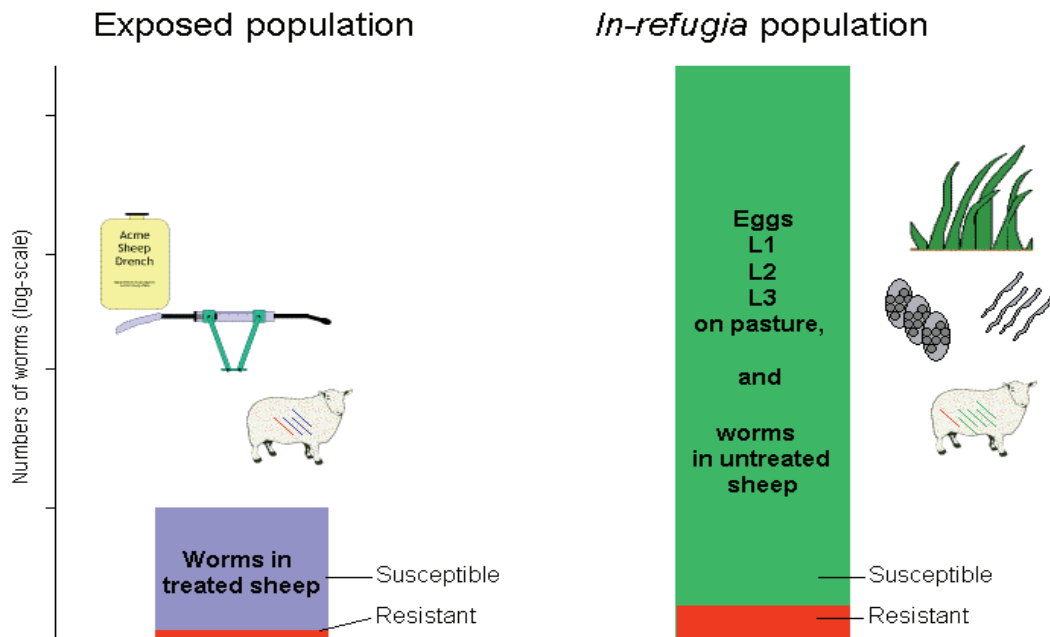 Exposed population
In-refugia population
Numbers of worms (log-scale)
Acme
Sheep
Drench
Eggs
L1
L2
L3
on pasture,
and
worms
in untreated
sheep
Worms in
treated sheep
Susceptible
Resistant
Susceptible
Resistant